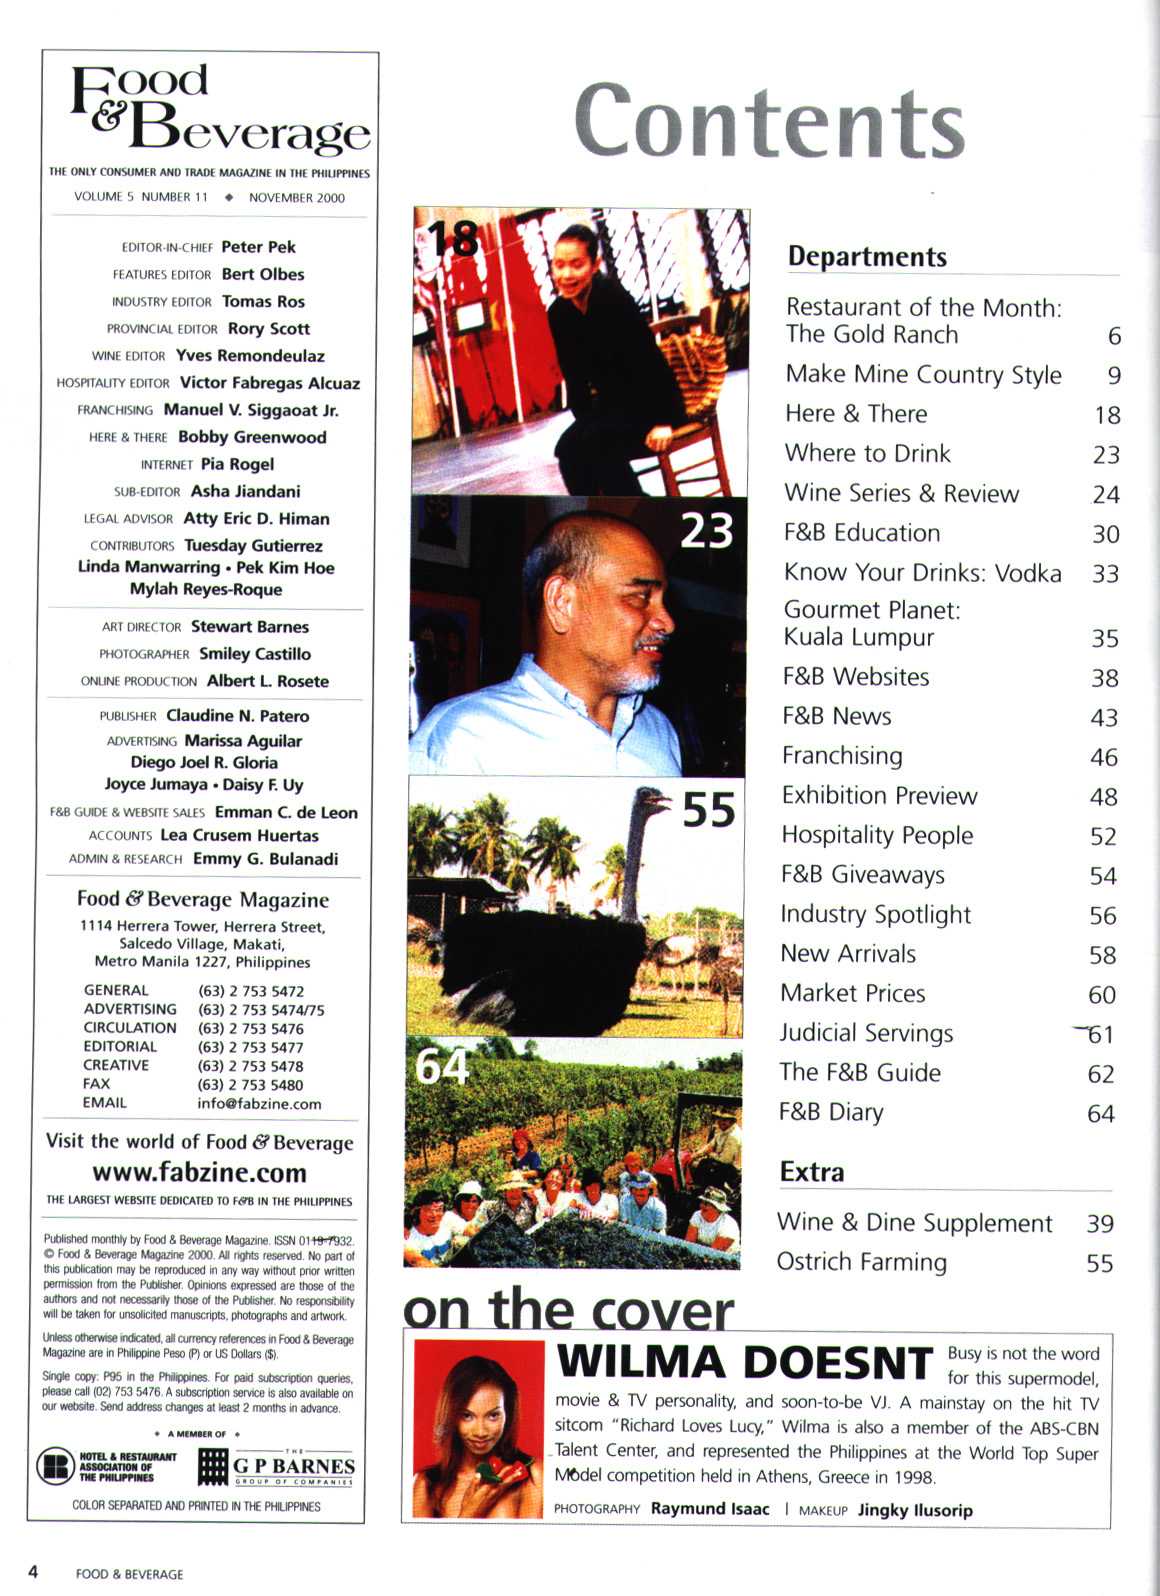 Food
& Beverage
THE ONLY CONSUMER AND TRADE MAGAZINE IN THE PHILIPPINES
VOLUME 5 NUMBER 11 ◆ NOVEMBER 2000
EDITOR-IN-CHIEF Peter Pek
FEATURES EDITOR Bert Olbes
INDUSTRY EDITOR Tomas Ros
PROVINCIAL EDITOR Rory Scott
WINE EDITOR Yves Remondeulaz
HOSPITALITY EDITOR Victor Fabregas Alcuaz
FRANCHISING Manuel V. Siggaoat Jr.
HERE & THERE Bobby Greenwood
INTERNET Pia Rogel
SUB-EDITOR Asha Jiandani
LEGAL ADVISOR Atty Eric D. Himan
CONTRIBUTORS Tuesday Gutierrez
Linda Manwarring • Pek Kim Hoe
Mylah Reyes-Roque
ART DIRECTOR Stewart Barnes
PHOTOGRAPHER Smiley Castillo
ONLINE PRODUCTION Albert L. Rosete
PUBLISHER Claudine N. Patero
ADVERTISING Marissa Aguilar
Diego Joel R. Gloria
Joyce Jumaya • Daisy F. Uy
F&B GUIDE & WEBSITE SALES Emman C. de Leon
ACCOUNTS Lea Crusem Huertas
ADMIN & RESEARCH Emmy G. Bulanadi
Food & Beverage Magazine
1114 Herrera Tower, Herrera Street,
Salcedo Village, Makati,
Metro Manila 1227, Philippines
GENERAL (63) 2 753 5472
ADVERTISING (63) 2 753 5474/75
CIRCULATION (63) 2 753 5476
EDITORIAL (63) 2 753 5477
CREATIVE (63) 2 753 5478
FAX (63) 2 753 5480
EMAIL info@fabzine.com
Visit the world of Food & Beverage
www.fabzine.com
THE LARGEST WEBSITE DEDICATED TO F&B IN THE PHILIPPINES
Published monthly by Food & Beverage Magazine. ISSN 0119-7932.
© Food & Beverage Magazine 2000. All rights reserved. No part of
this publication may be reproduced in any way without prior written
permission from the Publisher. Opinions expressed are those of the
authors and not necessarily those of the Publisher. No responsibility
will be taken for unsolicited manuscripts, photographs and artwork.
Unless otherwise indicated, all currency references in Food & Beverage
Magazine are in Philippine Peso (P) or US Dollars ($).
Single copy: P95 in the Philippines. For paid subscription queries,
please call (02) 753 5476. A subscription service is also available on
our website. Send address changes at least 2 months in advance.
◆ A MEMBER OF ◆
HOTEL & RESTAURANT
ASSOCIATION OF
THE PHILIPPINES
THE
G P BARNES
GROUP OF COMPANIES
COLOR SEPARATED AND PRINTED IN THE PHILIPPINES
Contents
18
23
55
64
Departments
Restaurant of the Month:
The Gold Ranch 6
Make Mine Country Style 9
Here & There 18
Where to Drink 23
Wine Series & Review 24
F&B Education 30
Know Your Drinks: Vodka 33
Gourmet Planet:
Kuala Lumpur 35
F&B Websites 38
F&B News 43
Franchising 46
Exhibition Preview 48
Hospitality People 52
F&B Giveaways 54
Industry Spotlight 56
New Arrivals 58
Market Prices 60
Judicial Servings 61
The F&B Guide 62
F&B Diary 64
Extra
Wine & Dine Supplement 39
Ostrich Farming 55
on the cover
WILMA DOESNT Busy is not the word
for this supermodel,
movie & TV personality, and soon-to-be VJ. A mainstay on the hit TV
sitcom "Richard Loves Lucy," Wilma is also a member of the ABS-CBN
Talent Center, and represented the Philippines at the World Top Super
Model competition held in Athens, Greece in 1998.
PHOTOGRAPHY Raymund Isaac | MAKEUP Jingky Ilusorip
4 FOOD & BEVERAGE